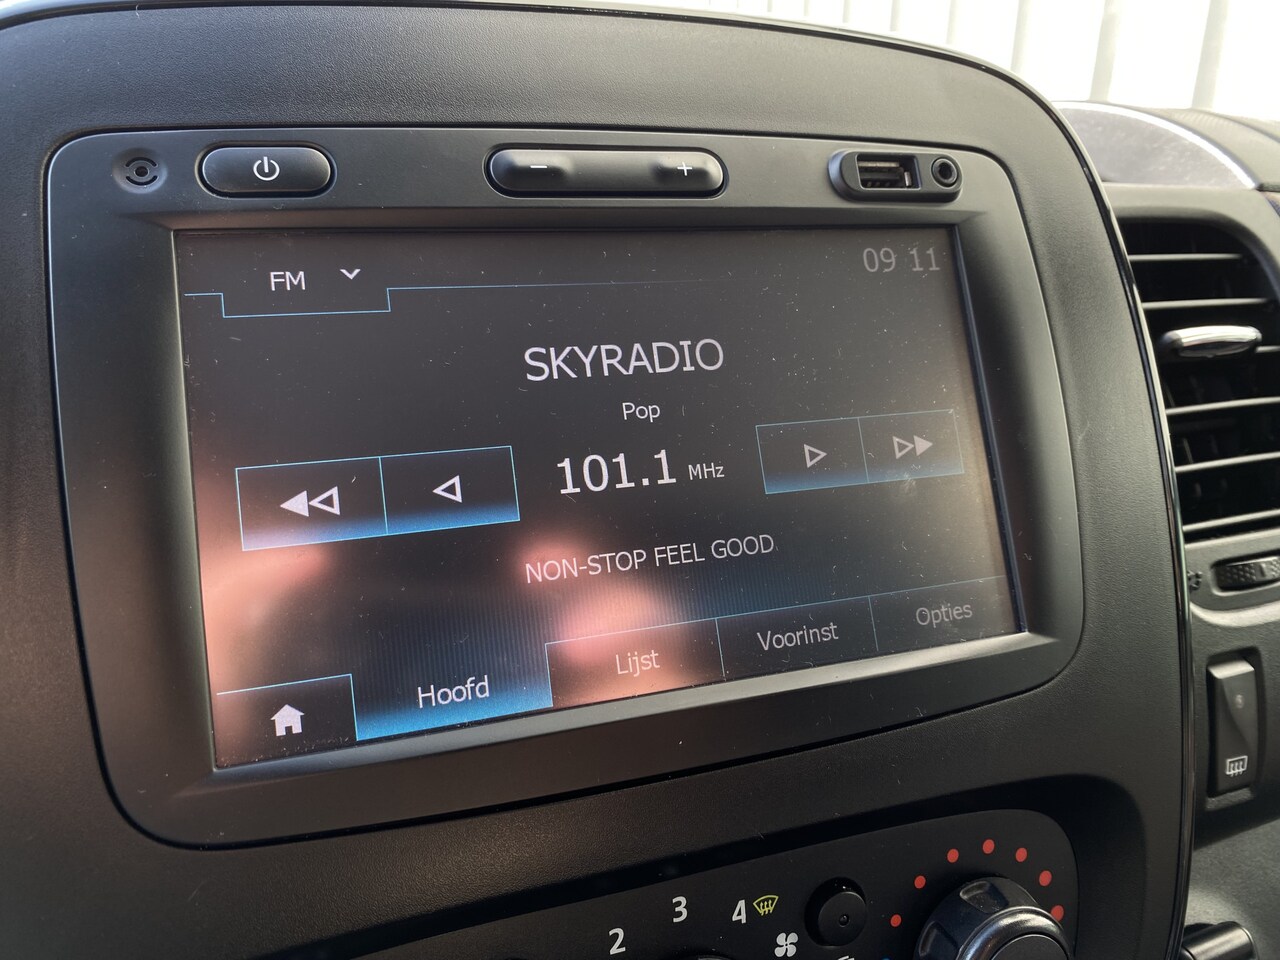 FM
09 11
SKYRADIO
Pop
101.1 MHz
NON-STOP FEEL GOOD
Hoofd Lijst Voorinst Opties
2 3 4